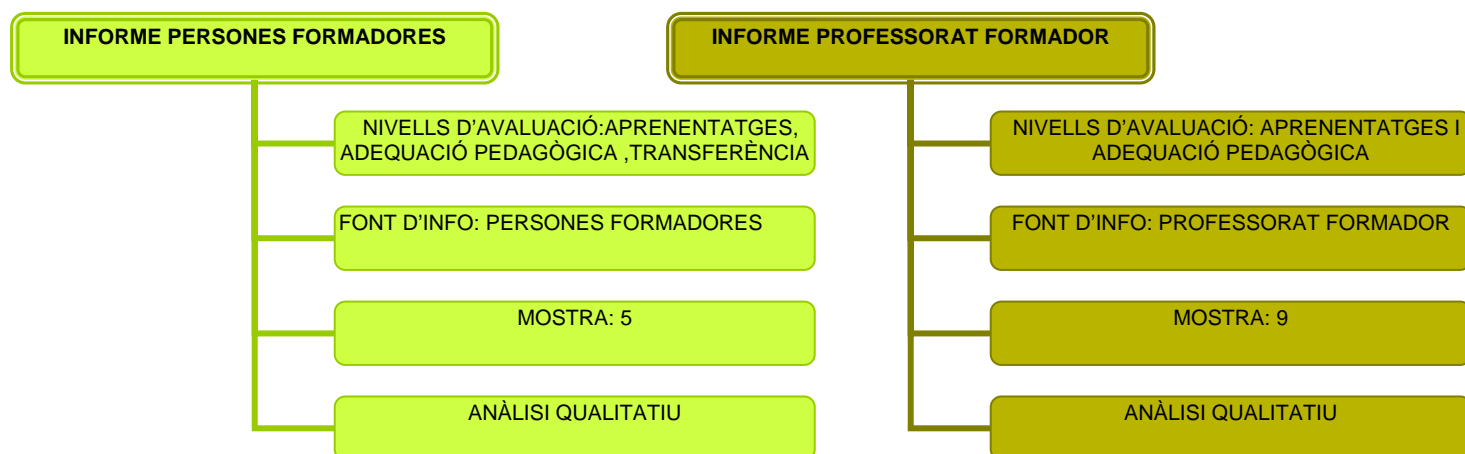 INFORME PERSONES FORMADORES
NIVELLS D’AVALUACIÓ:APRENENTATGES,
ADEQUACIÓ PEDAGÒGICA ,TRANSFERÈNCIA
FONT D’INFO: PERSONES FORMADORES
MOSTRA: 5
ANÀLISI QUALITATIU
INFORME PROFESSORAT FORMADOR
NIVELLS D’AVALUACIÓ: APRENENTATGES I
ADEQUACIÓ PEDAGÒGICA
FONT D’INFO: PROFESSORAT FORMADOR
MOSTRA: 9
ANÀLISI QUALITATIU